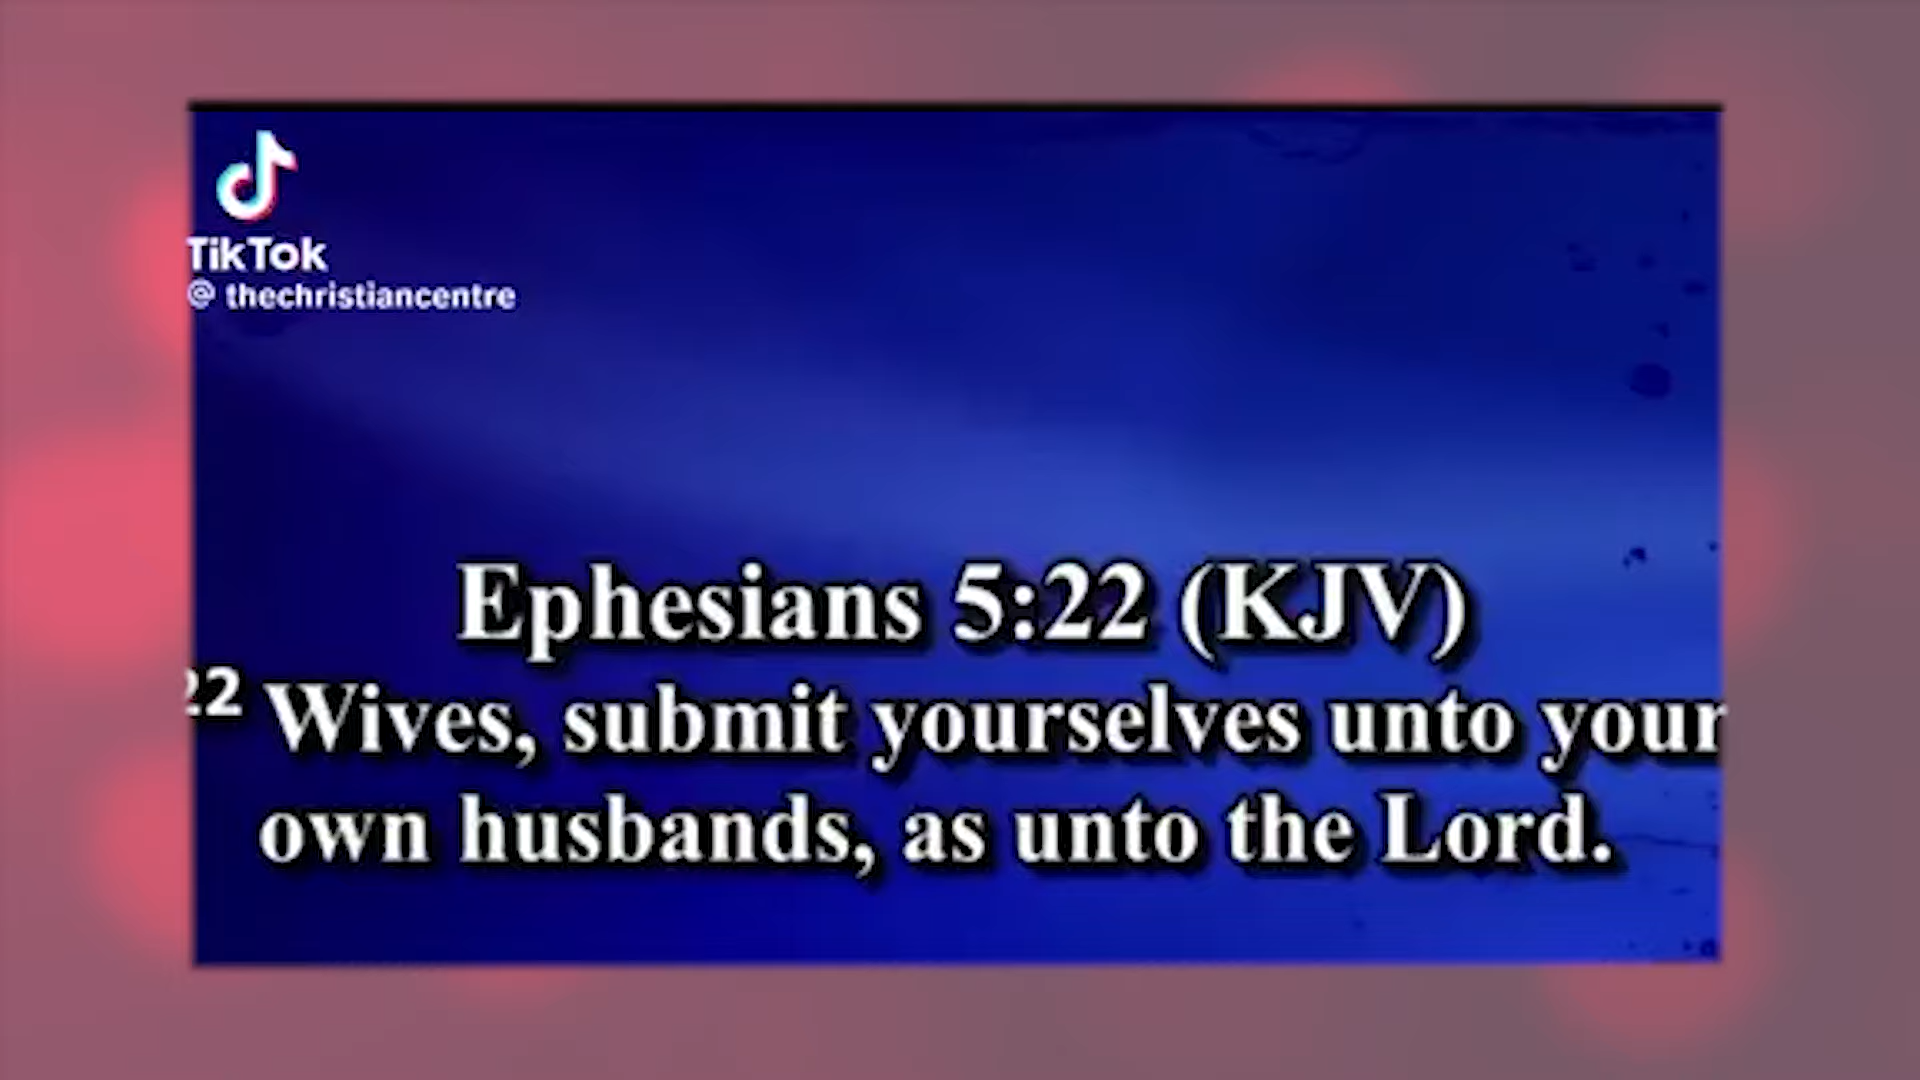 TikTok
@ thechristiancentre
Ephesians 5:22 (KJV)
22 Wives, submit yourselves unto your
own husbands, as unto the Lord.